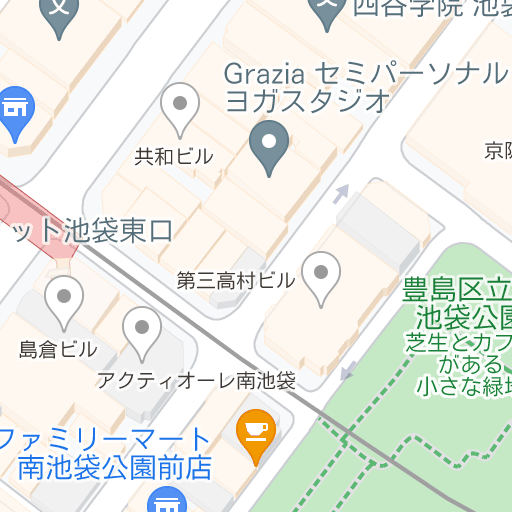 四谷学院 池袋
Grazia セミパーソナル
ヨガスタジオ
共和ビル
京阪
ット池袋東口
第三高村ビル
豊島区立
池袋公園
芝生とカフ
がある
小さな緑地
島倉ビル
アクティオーレ南池袋
ファミリーマート
南池袋公園前店